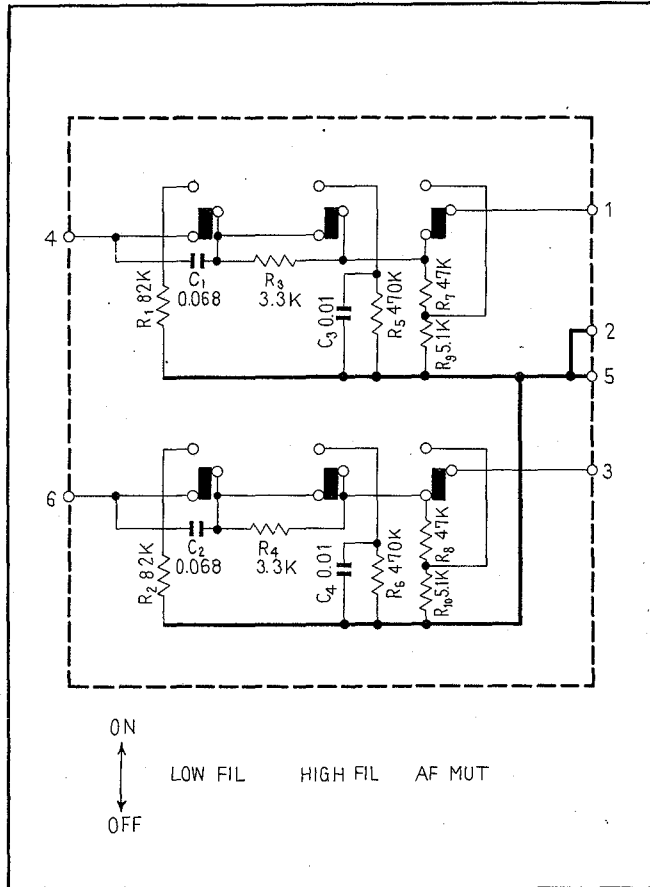 1
4
C₁
0.068
R₃
3.3K
R₁ 82K
C₃ 0.01
R₅ 470K
R₇ 47K
R₉ 5.1K
2
5
3
6
C₂
0.068
R₄
3.3K
R₂ 82K
C₄ 0.01
R₆ 470K
R₈ 47K
R₁₀ 5.1K
ON
LOW FIL HIGH FIL AF MUT
OFF